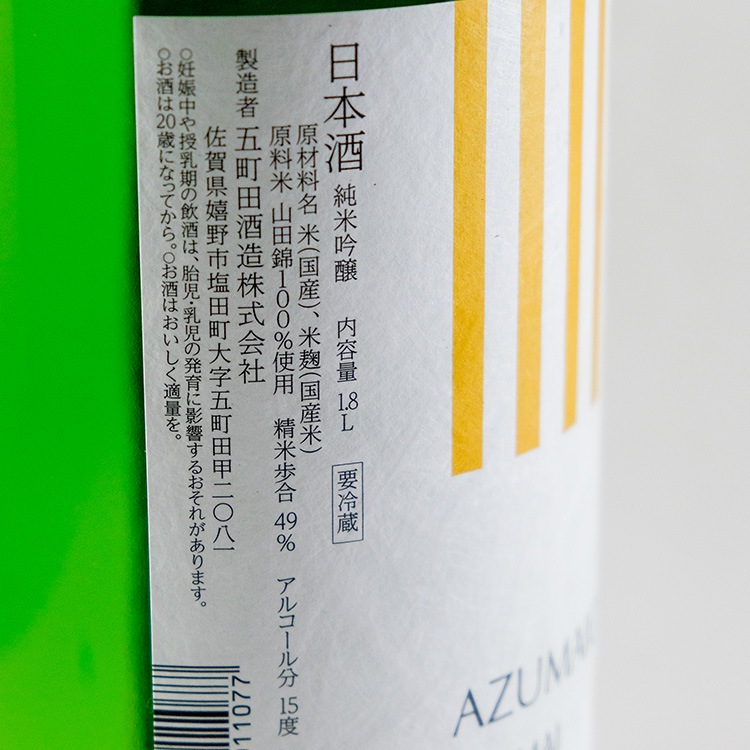 日本酒 純米吟醸 内容量 1.8L 要冷蔵
原材料名 米(国産)、米麹(国産米)
原料米 山田錦100%使用 精米歩合 49% アルコール分 15度
製造者 五町田酒造株式会社
佐賀県嬉野市塩田町大字五町田甲二〇八一
○妊娠中や授乳期の飲酒は、胎児・乳児の発育に影響するおそれがあります。
○お酒は20歳になってから。○お酒はおいしく適量を。
11077
AZUMA